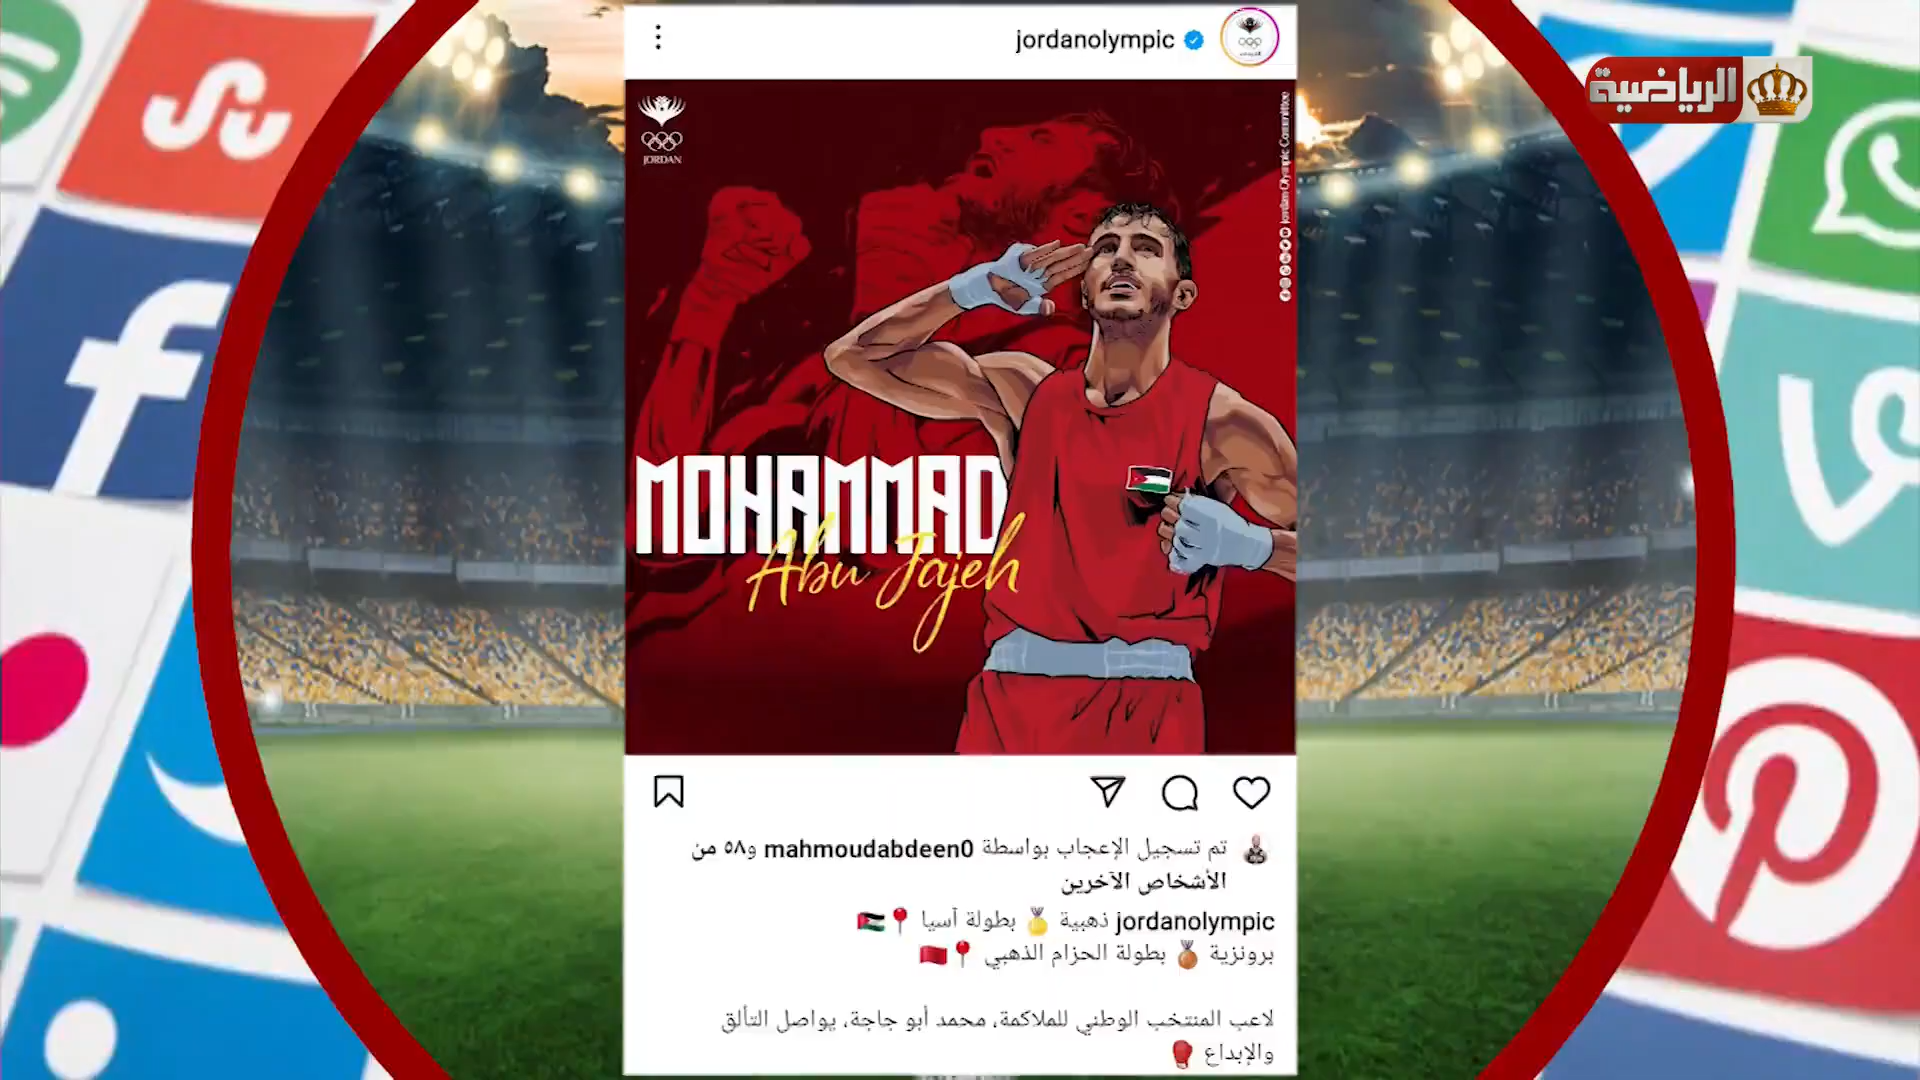 jordanolympic
الرياضية
JORDAN
Jordan Olympic Committee
MOHAMMAD
Abu Jajeh
تم تسجيل الإعجاب بواسطة mahmoudabdeen0 و٥٨ من
الأشخاص الآخرين
jordanolympic ذهبية 🥇 بطولة آسيا 📍🇯🇴
برونزية 🥉 بطولة الحزام الذهبي 📍🇲🇦
لاعب المنتخب الوطني للملاكمة، محمد أبو جاجة، يواصل التألق
والإبداع 🥊